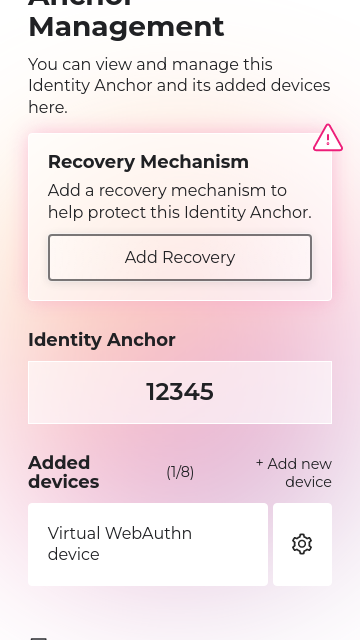 Management
You can view and manage this
Identity Anchor and its added devices
here.
Recovery Mechanism
Add a recovery mechanism to
help protect this Identity Anchor.
Add Recovery
Identity Anchor
12345
Added
devices
(1/8)
+ Add new
device
Virtual WebAuthn
device